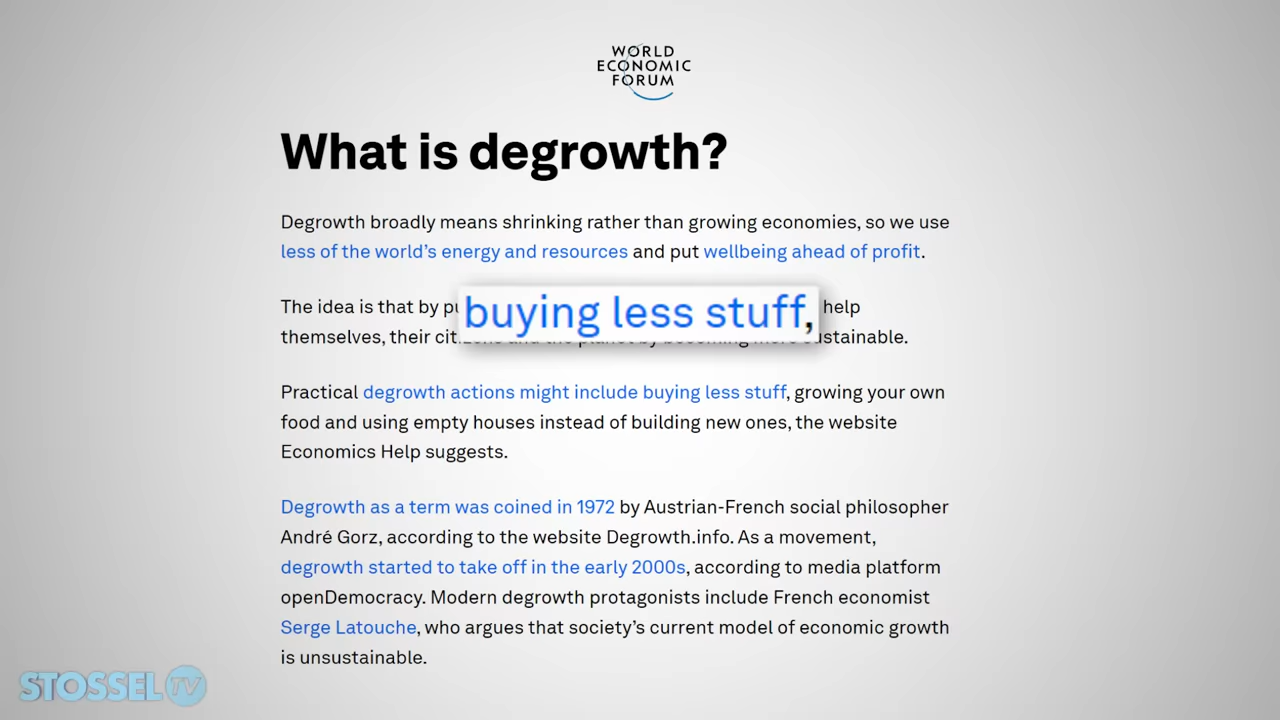 WORLD
ECONOMIC
FORUM
What is degrowth?
Degrowth broadly means shrinking rather than growing economies, so we use
less of the world's energy and resources and put wellbeing ahead of profit.
The idea is that by buying less stuff, help
themselves, their sustainable.
Practical degrowth actions might include buying less stuff, growing your own
food and using empty houses instead of building new ones, the website
Economics Help suggests.
Degrowth as a term was coined in 1972 by Austrian-French social philosopher
André Gorz, according to the website Degrowth.info. As a movement,
degrowth started to take off in the early 2000s, according to media platform
openDemocracy. Modern degrowth protagonists include French economist
Serge Latouche, who argues that society's current model of economic growth
is unsustainable.
STOSSEL TV